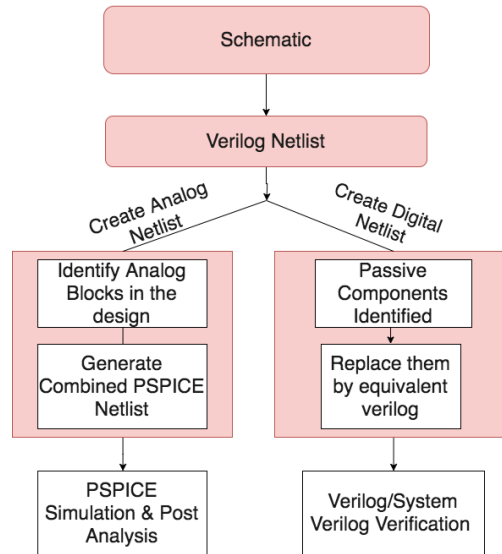 Schematic
Verilog Netlist
Create Analog
Netlist
Create Digital
Netlist
Identify Analog
Blocks in the
design
Generate
Combined PSPICE
Netlist
PSPICE
Simulation & Post
Analysis
Passive
Components
Identified
Replace them
by equivalent
verilog
Verilog/System
Verilog Verification